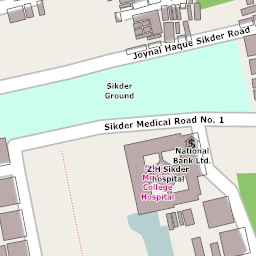 Joynal Haque Sikder Road
Sikder
Ground
Sikder Medical Road No. 1
$
National
Bank Ltd.
Z.H Sikder
hospital
College
Hospital